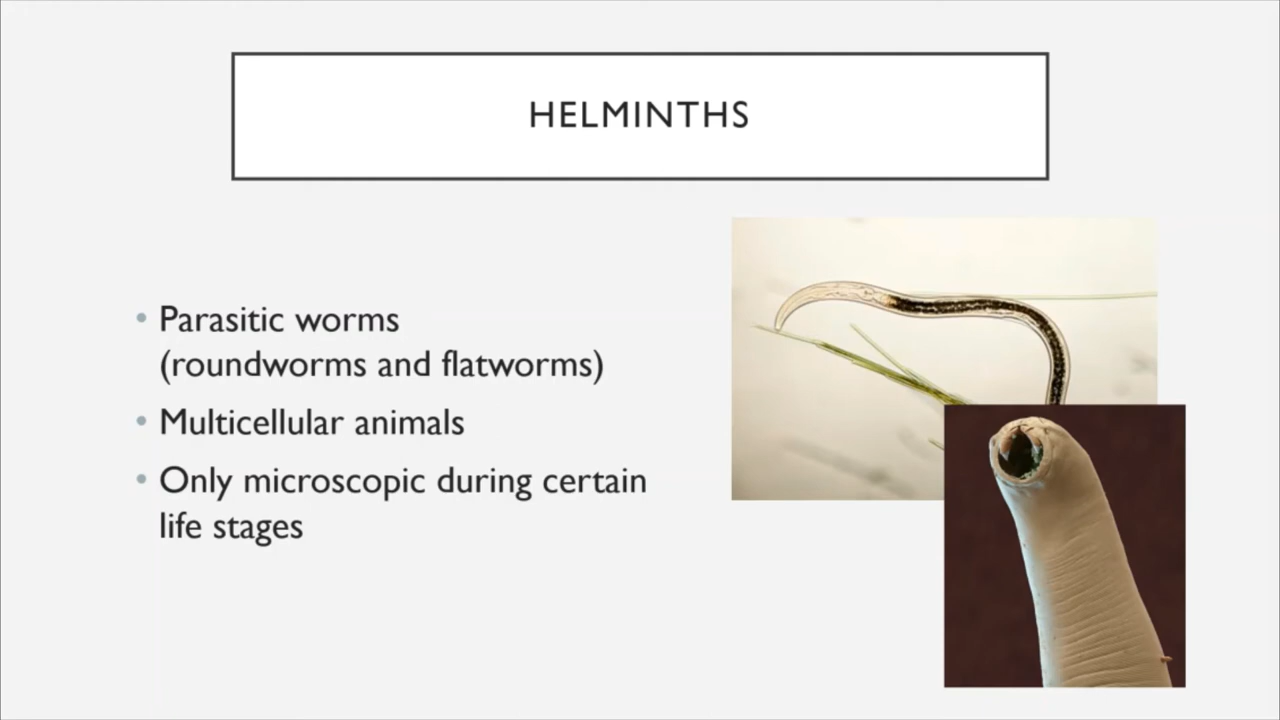 HELMINTHS
• Parasitic worms
(roundworms and flatworms)
• Multicellular animals
• Only microscopic during certain
life stages